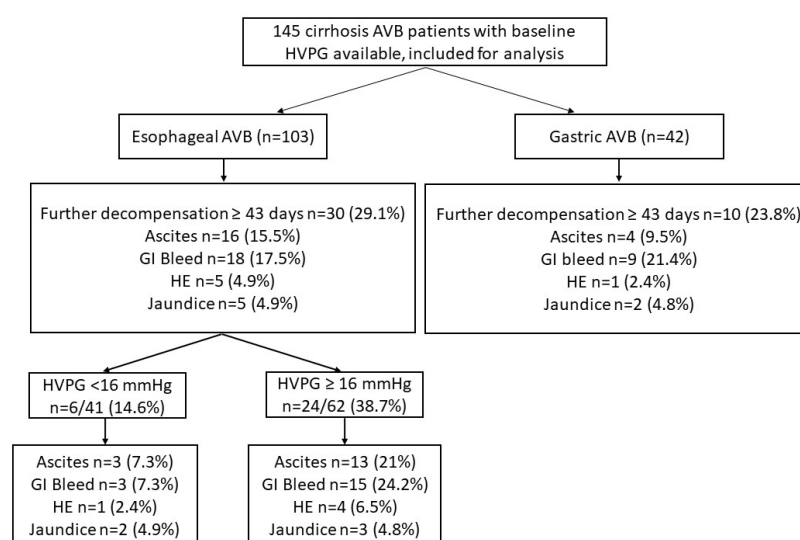 145 cirrhosis AVB patients with baseline
HVPG available, included for analysis
Esophageal AVB (n=103)
Gastric AVB (n=42)
Further decompensation ≥ 43 days n=30 (29.1%)
Ascites n=16 (15.5%)
GI Bleed n=18 (17.5%)
HE n=5 (4.9%)
Jaundice n=5 (4.9%)
Further decompensation ≥ 43 days n=10 (23.8%)
Ascites n=4 (9.5%)
GI bleed n=9 (21.4%)
HE n=1 (2.4%)
Jaundice n=2 (4.8%)
HVPG <16 mmHg
n=6/41 (14.6%)
HVPG ≥ 16 mmHg
n=24/62 (38.7%)
Ascites n=3 (7.3%)
GI Bleed n=3 (7.3%)
HE n=1 (2.4%)
Jaundice n=2 (4.9%)
Ascites n=13 (21%)
GI Bleed n=15 (24.2%)
HE n=4 (6.5%)
Jaundice n=3 (4.8%)